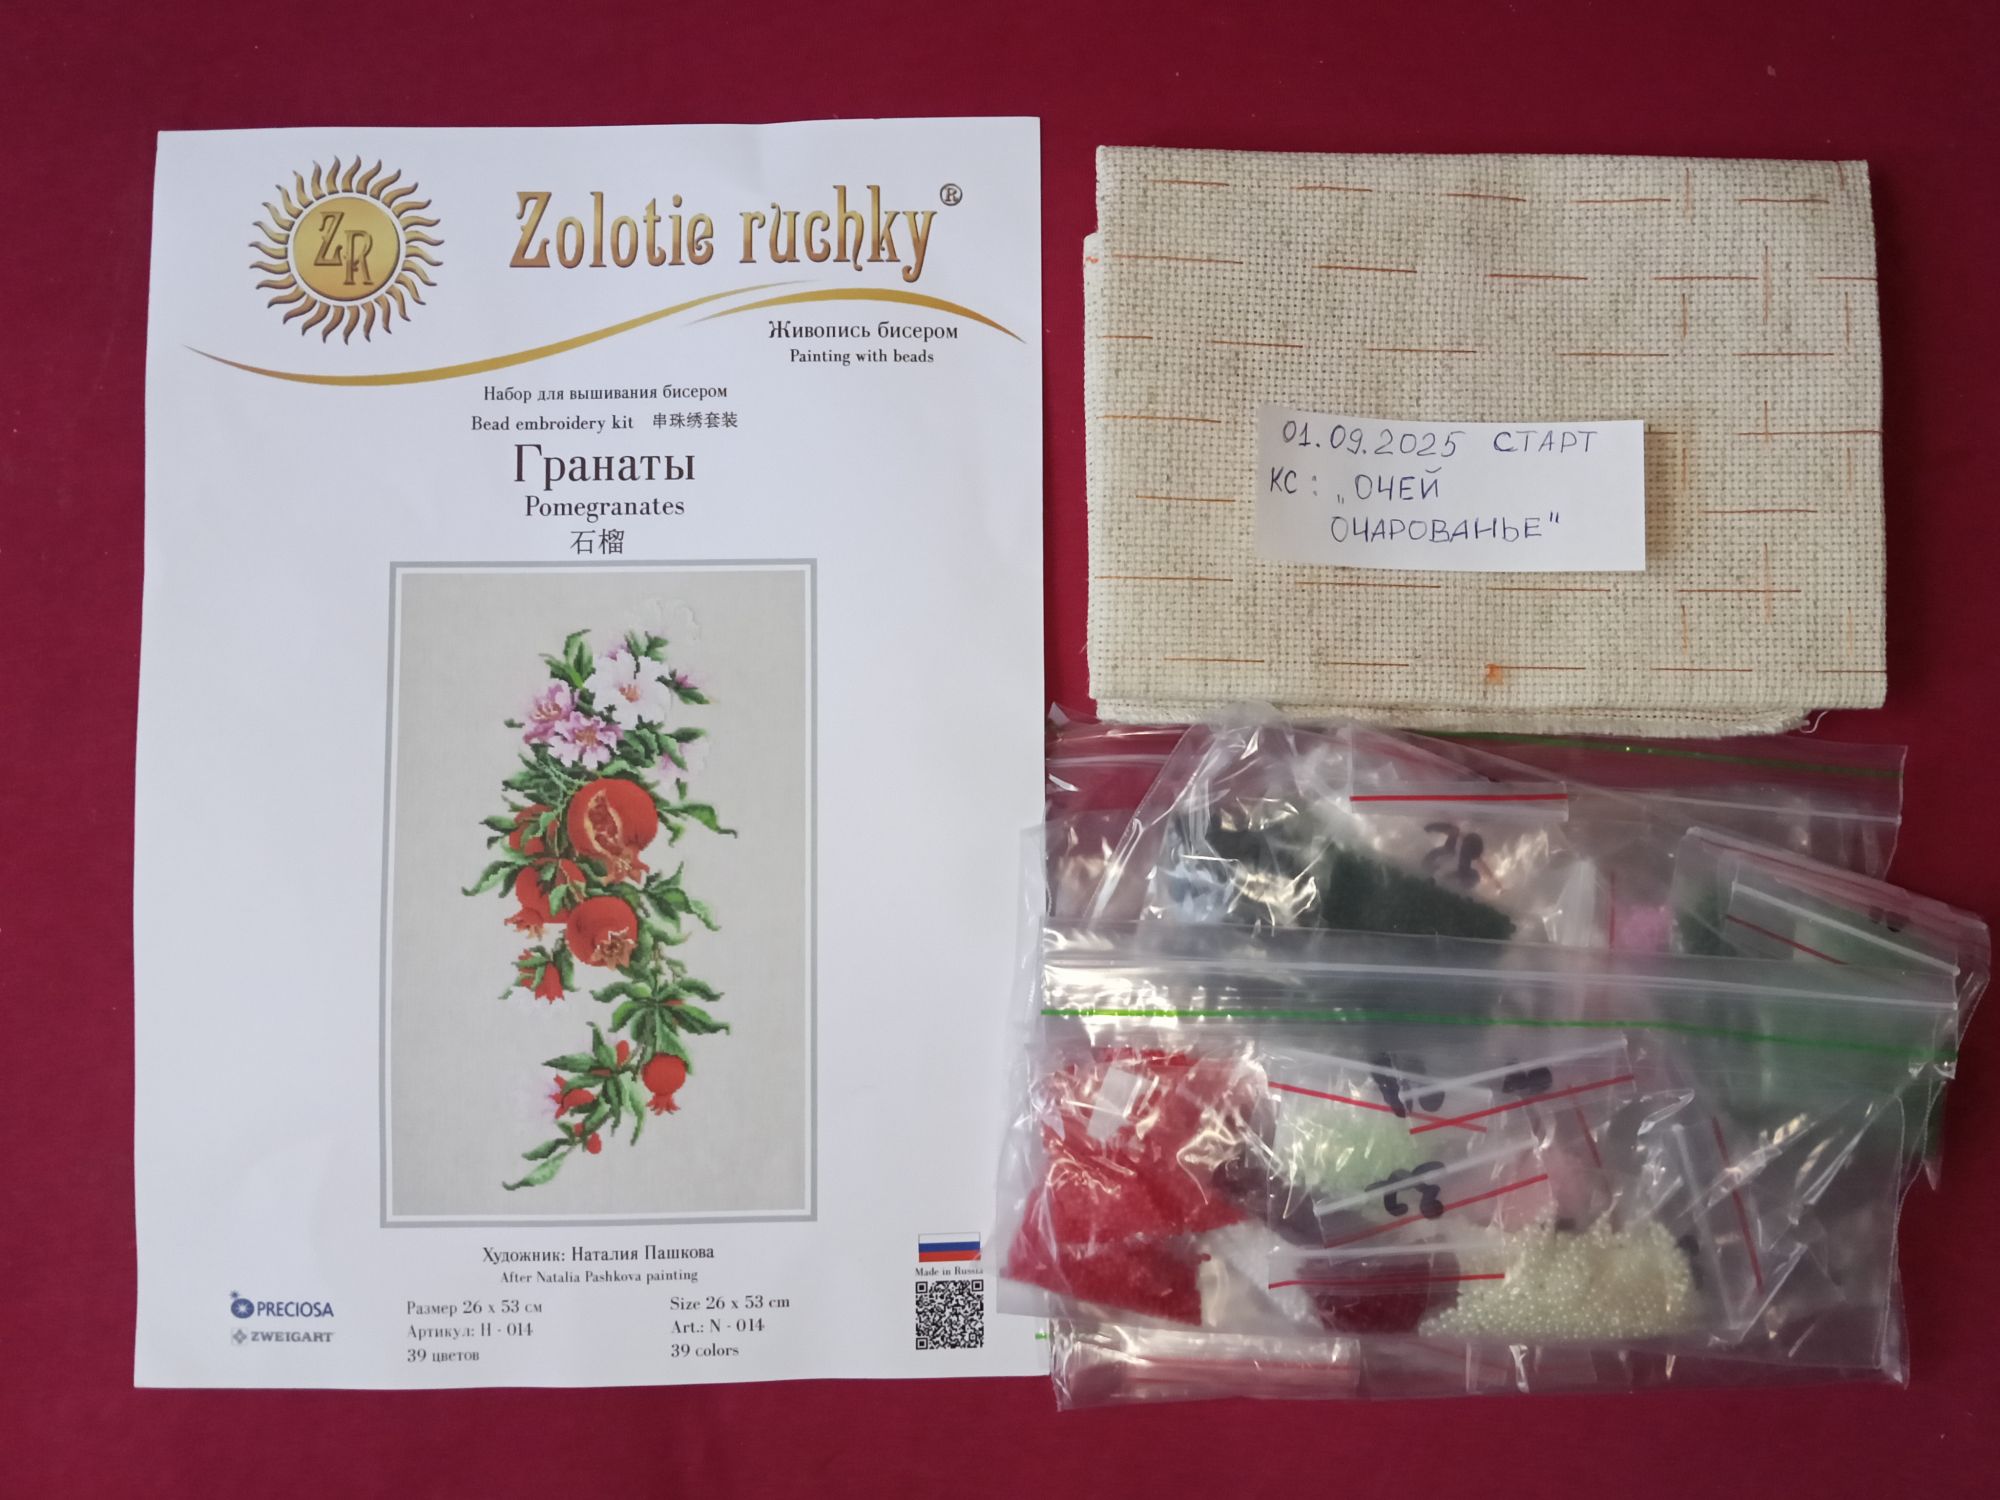 ZR
Zolotie ruchky®
Живопись бисером
Painting with beads
Набор для вышивания бисером
Bead embroidery kit 串珠绣套装
Гранаты
Pomegranates
石榴
Художник: Наталия Пашкова
After Natalia Pashkova painting
Made in Russia
PRECIOSA
ZWEIGART
Размер 26 х 53 см
Артикул: Н - 014
39 цветов
Size 26 x 53 cm
Art.: N - 014
39 colors
01.09.2025 СТАРТ
КС: „ОЧЕЙ
ОЧАРОВАНЬЕ"